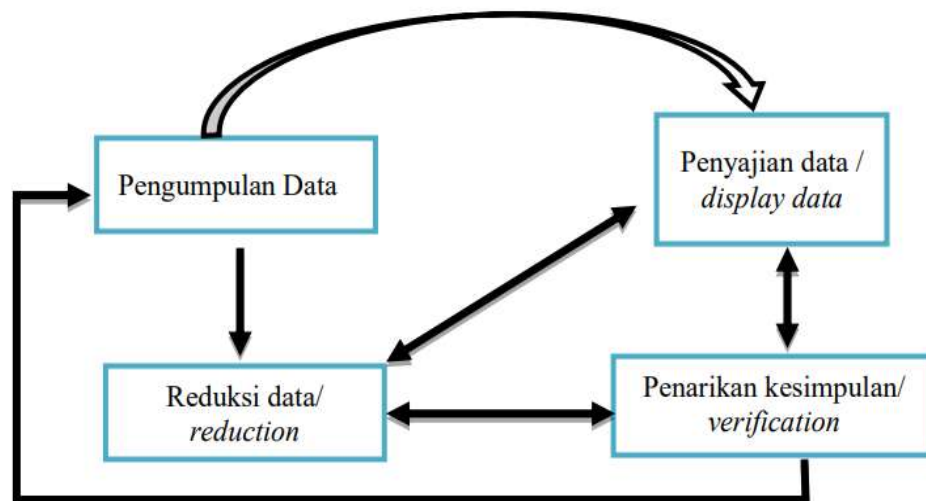 Pengumpulan Data
Penyajian data /
display data
Reduksi data/
reduction
Penarikan kesimpulan/
verification